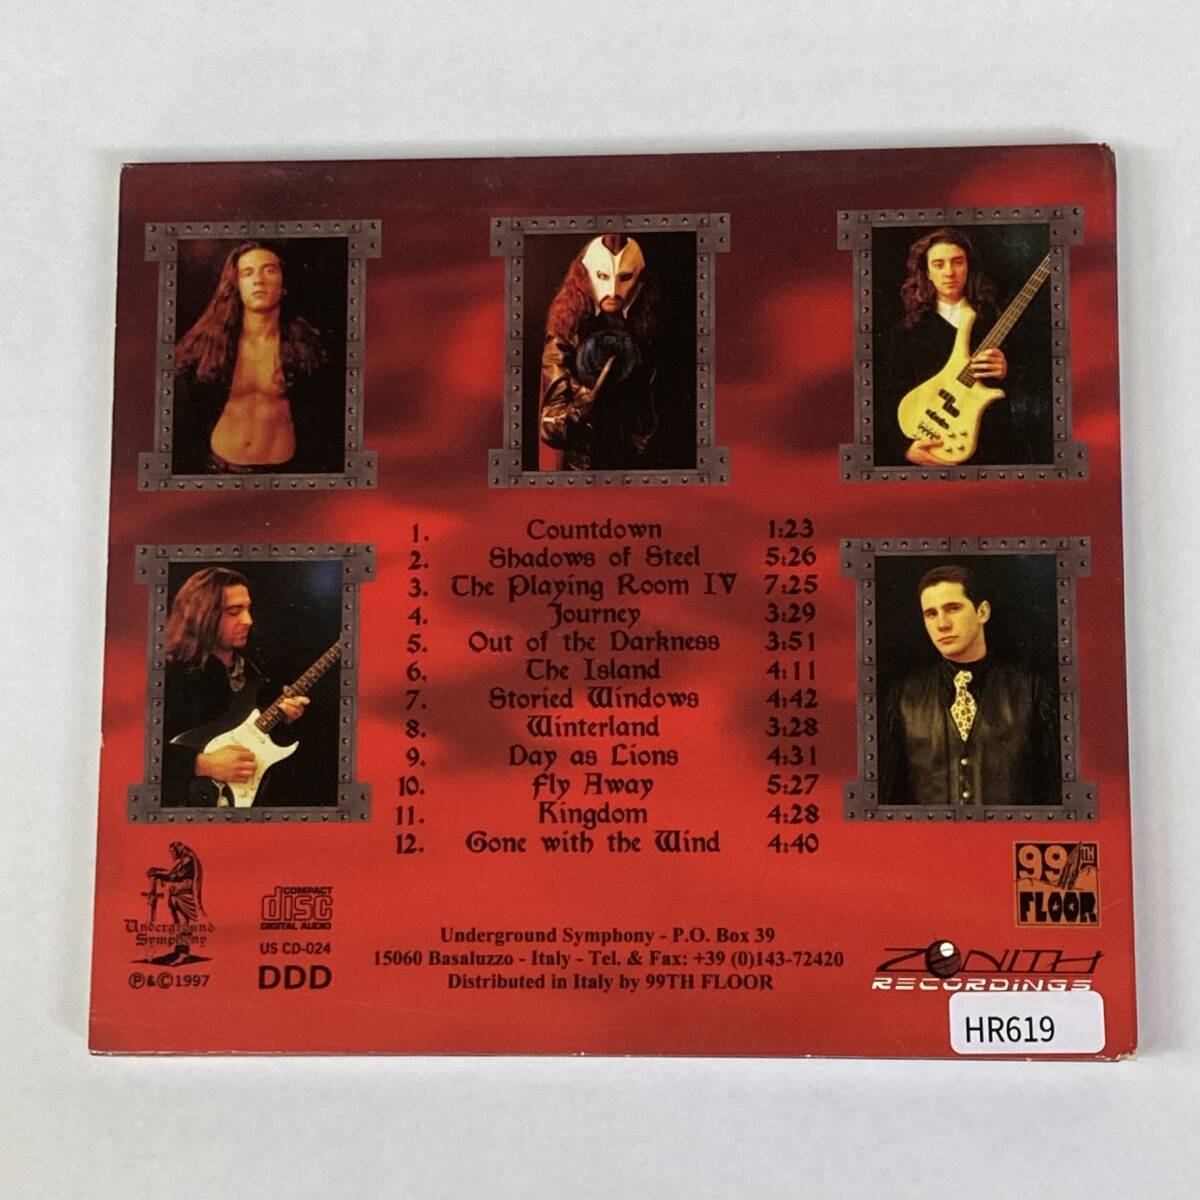 1. Countdown 1:23
2. Shadows of Steel 5:26
3. The Playing Room IV 7:25
4. Journey 3:29
5. Out of the Darkness 3:51
6. The Island 4:11
7. Storied Windows 4:42
8. Winterland 3:28
9. Day as Lions 4:31
10. Fly Away 5:27
11. Kingdom 4:28
12. Gone with the Wind 4:40
Underground
Symphony
Ⓟ&©1997
COMPACT
disc
DIGITAL AUDIO
US CD-024
DDD
Underground Symphony - P.O. Box 39
15060 Basaluzzo - Italy - Tel. & Fax: +39 (0)143-72420
Distributed in Italy by 99TH FLOOR
99TH
FLOOR
ZONITH
RECORDINGS
HR619